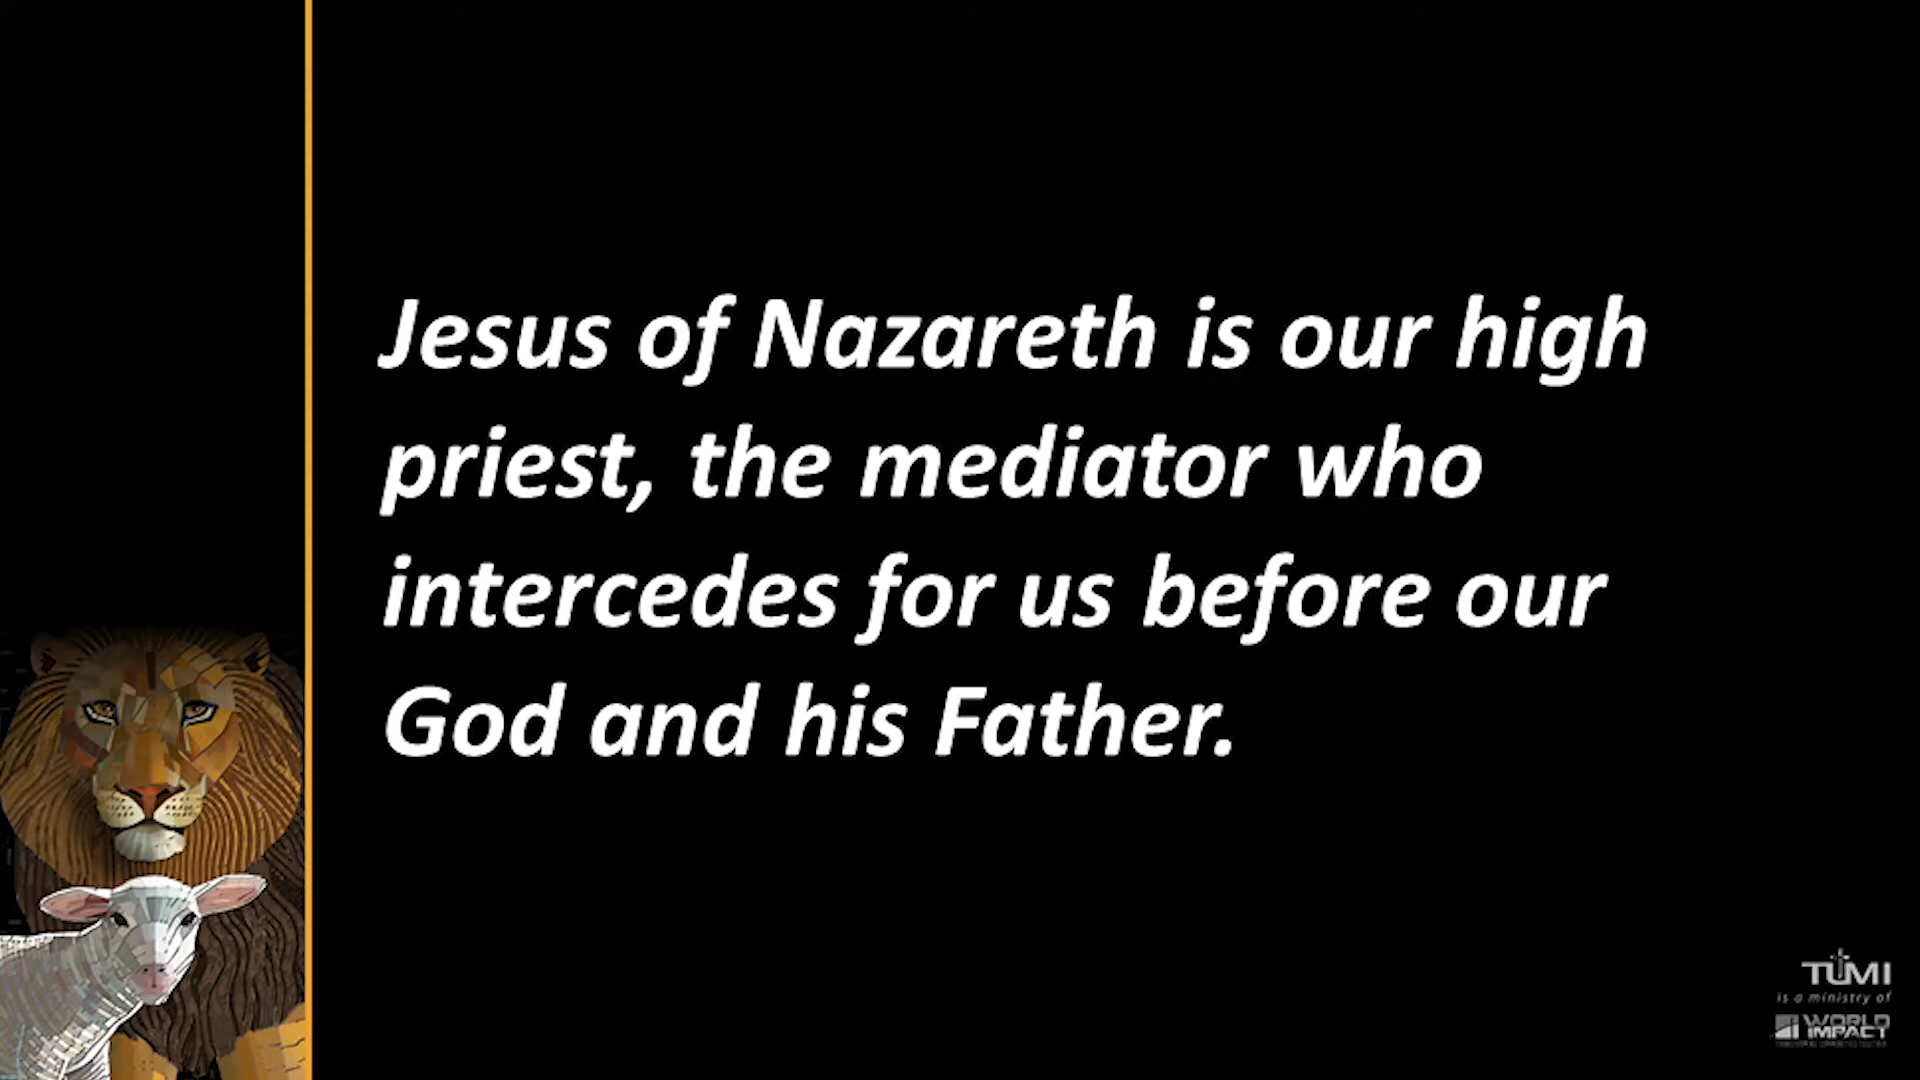 Jesus of Nazareth is our high
priest, the mediator who
intercedes for us before our
God and his Father.
TUMI
is a ministry of
WORLD
IMPACT